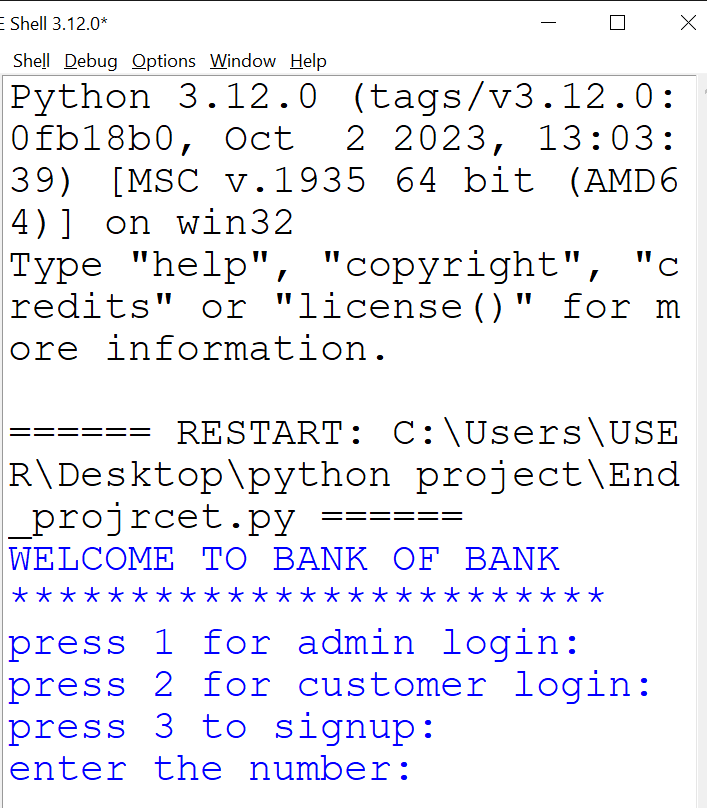 Shell 3.12.0*
Shell Debug Options Window Help
Python 3.12.0 (tags/v3.12.0:
0fb18b0, Oct  2 2023, 13:03:
39) [MSC v.1935 64 bit (AMD6
4)] on win32
Type "help", "copyright", "c
redits" or "license()" for m
ore information.
====== RESTART: C:\Users\USE
R\Desktop\python project\End
_projrcet.py ======
WELCOME TO BANK OF BANK
*************************
press 1 for admin login:
press 2 for customer login:
press 3 to signup:
enter the number: